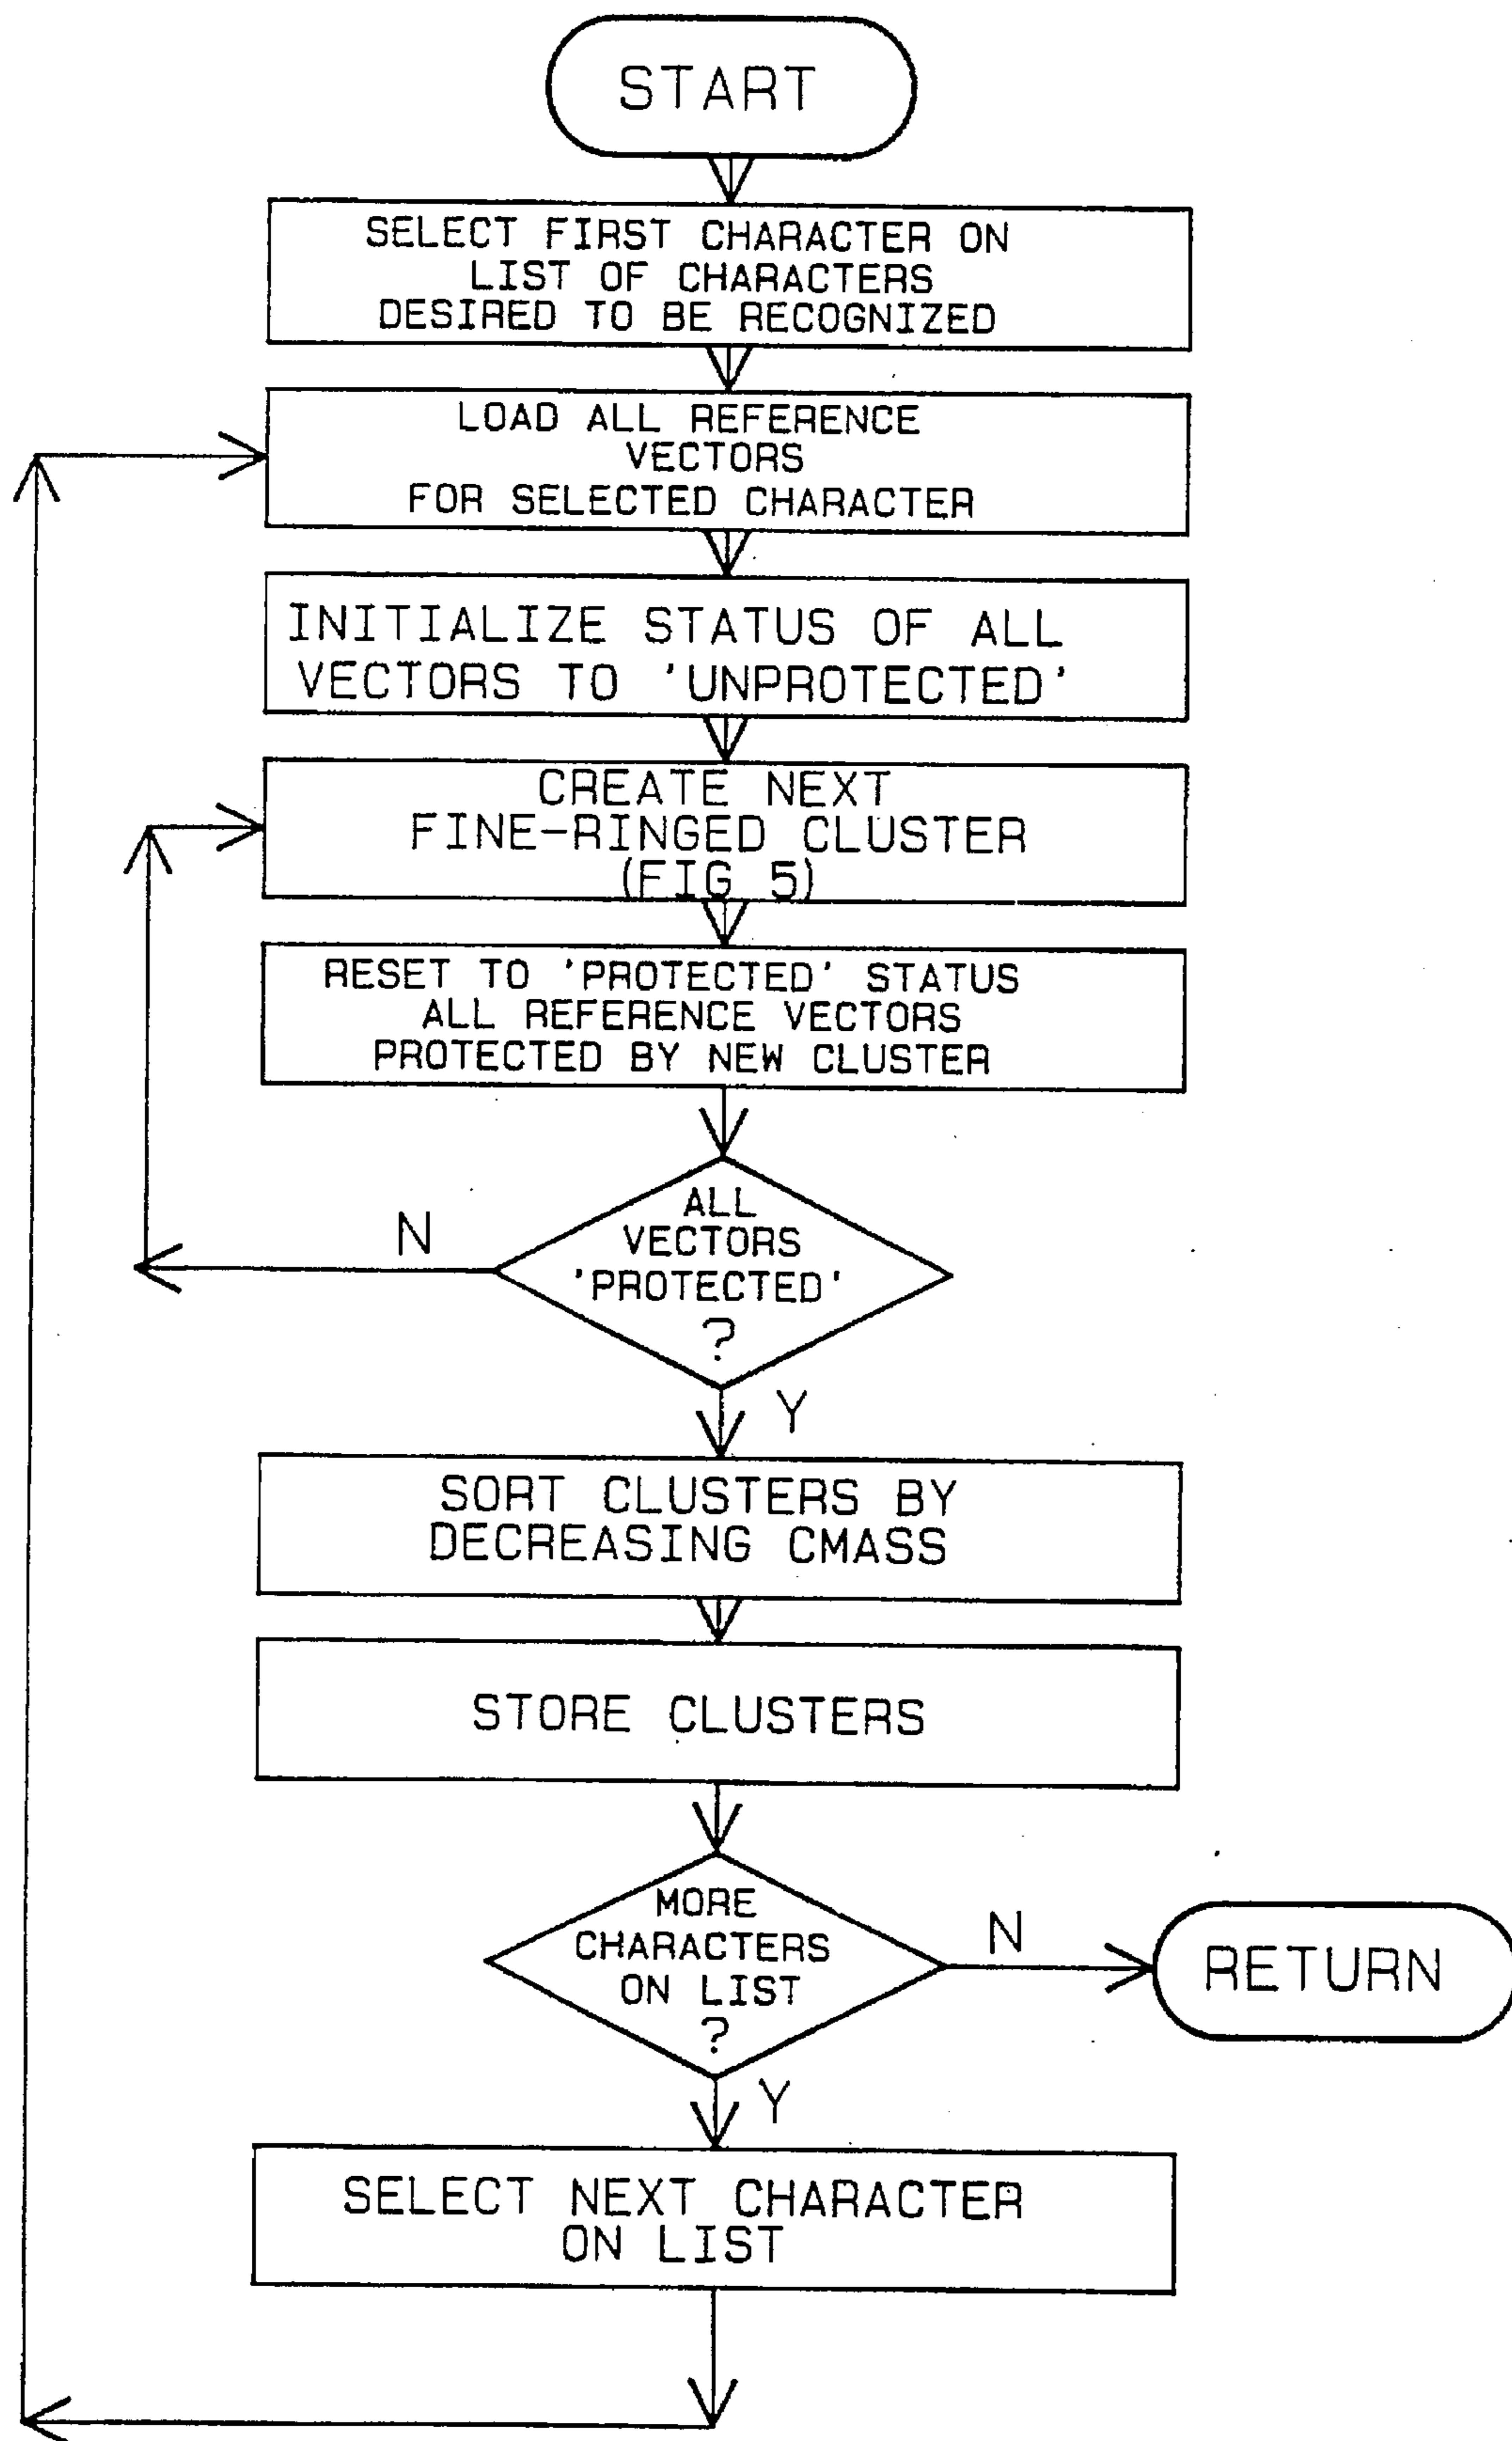 START
SELECT FIRST CHARACTER ON
LIST OF CHARACTERS
DESIRED TO BE RECOGNIZED
LOAD ALL REFERENCE
VECTORS
FOR SELECTED CHARACTER
INITIALIZE STATUS OF ALL
VECTORS TO 'UNPROTECTED'
CREATE NEXT
FINE-RINGED CLUSTER
(FIG 5)
RESET TO 'PROTECTED' STATUS
ALL REFERENCE VECTORS
PROTECTED BY NEW CLUSTER
ALL
VECTORS
'PROTECTED'
?
N
Y
SORT CLUSTERS BY
DECREASING CMASS
STORE CLUSTERS
MORE
CHARACTERS
ON LIST
?
N
RETURN
Y
SELECT NEXT CHARACTER
ON LIST